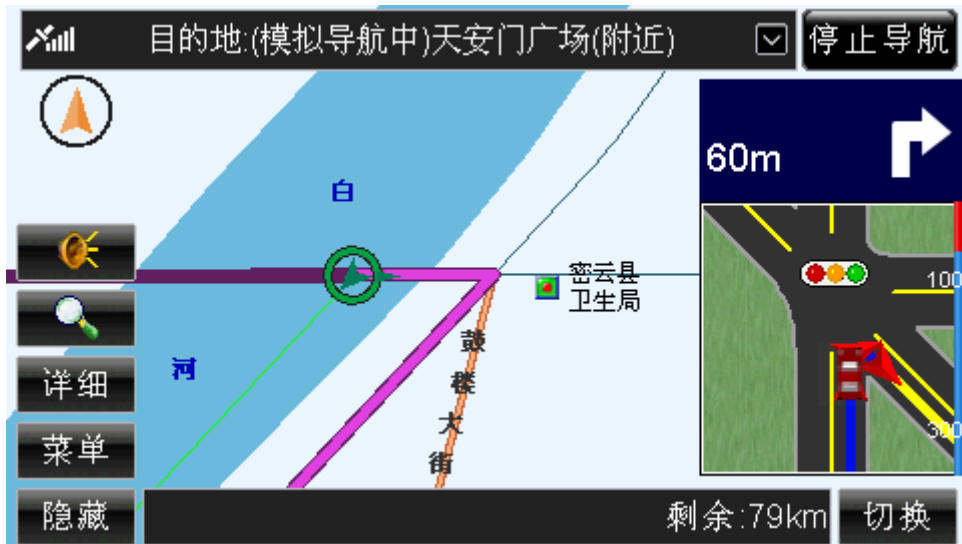 目的地:(模拟导航中)天安门广场(附近)
停止导航
60m
白
密云县
卫生局
100
鼓楼大街
河
详细
菜单
300
隐藏
剩余:79km
切换